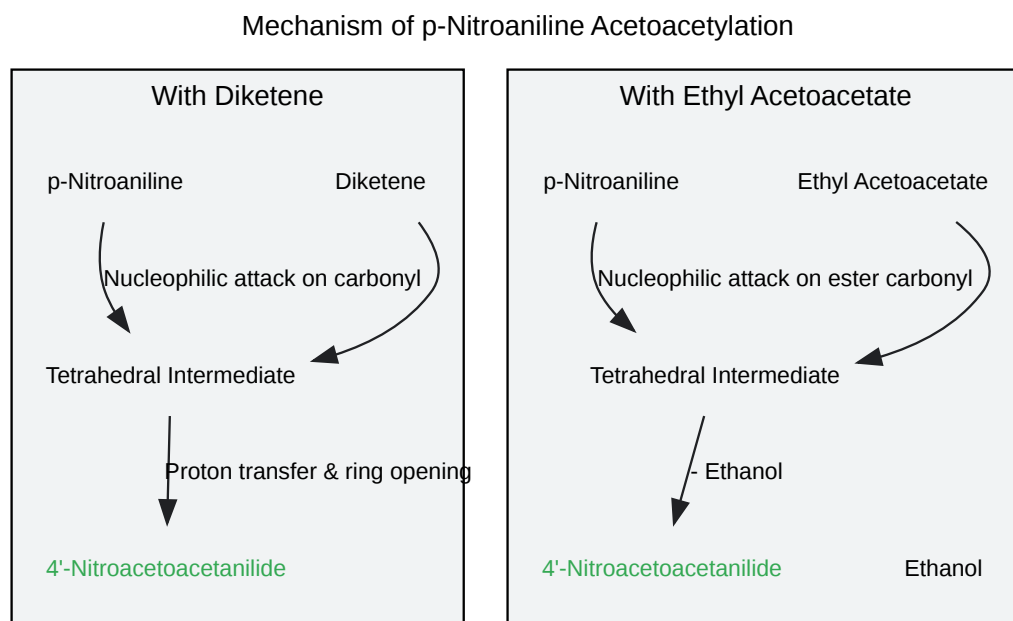 Mechanism of p-Nitroaniline Acetoacetylation
With Diketene
p-Nitroaniline
Diketene
Nucleophilic attack on carbonyl
Tetrahedral Intermediate
Proton transfer & ring opening
4'-Nitroacetoacetanilide
With Ethyl Acetoacetate
p-Nitroaniline
Ethyl Acetoacetate
Nucleophilic attack on ester carbonyl
Tetrahedral Intermediate
- Ethanol
4'-Nitroacetoacetanilide
Ethanol